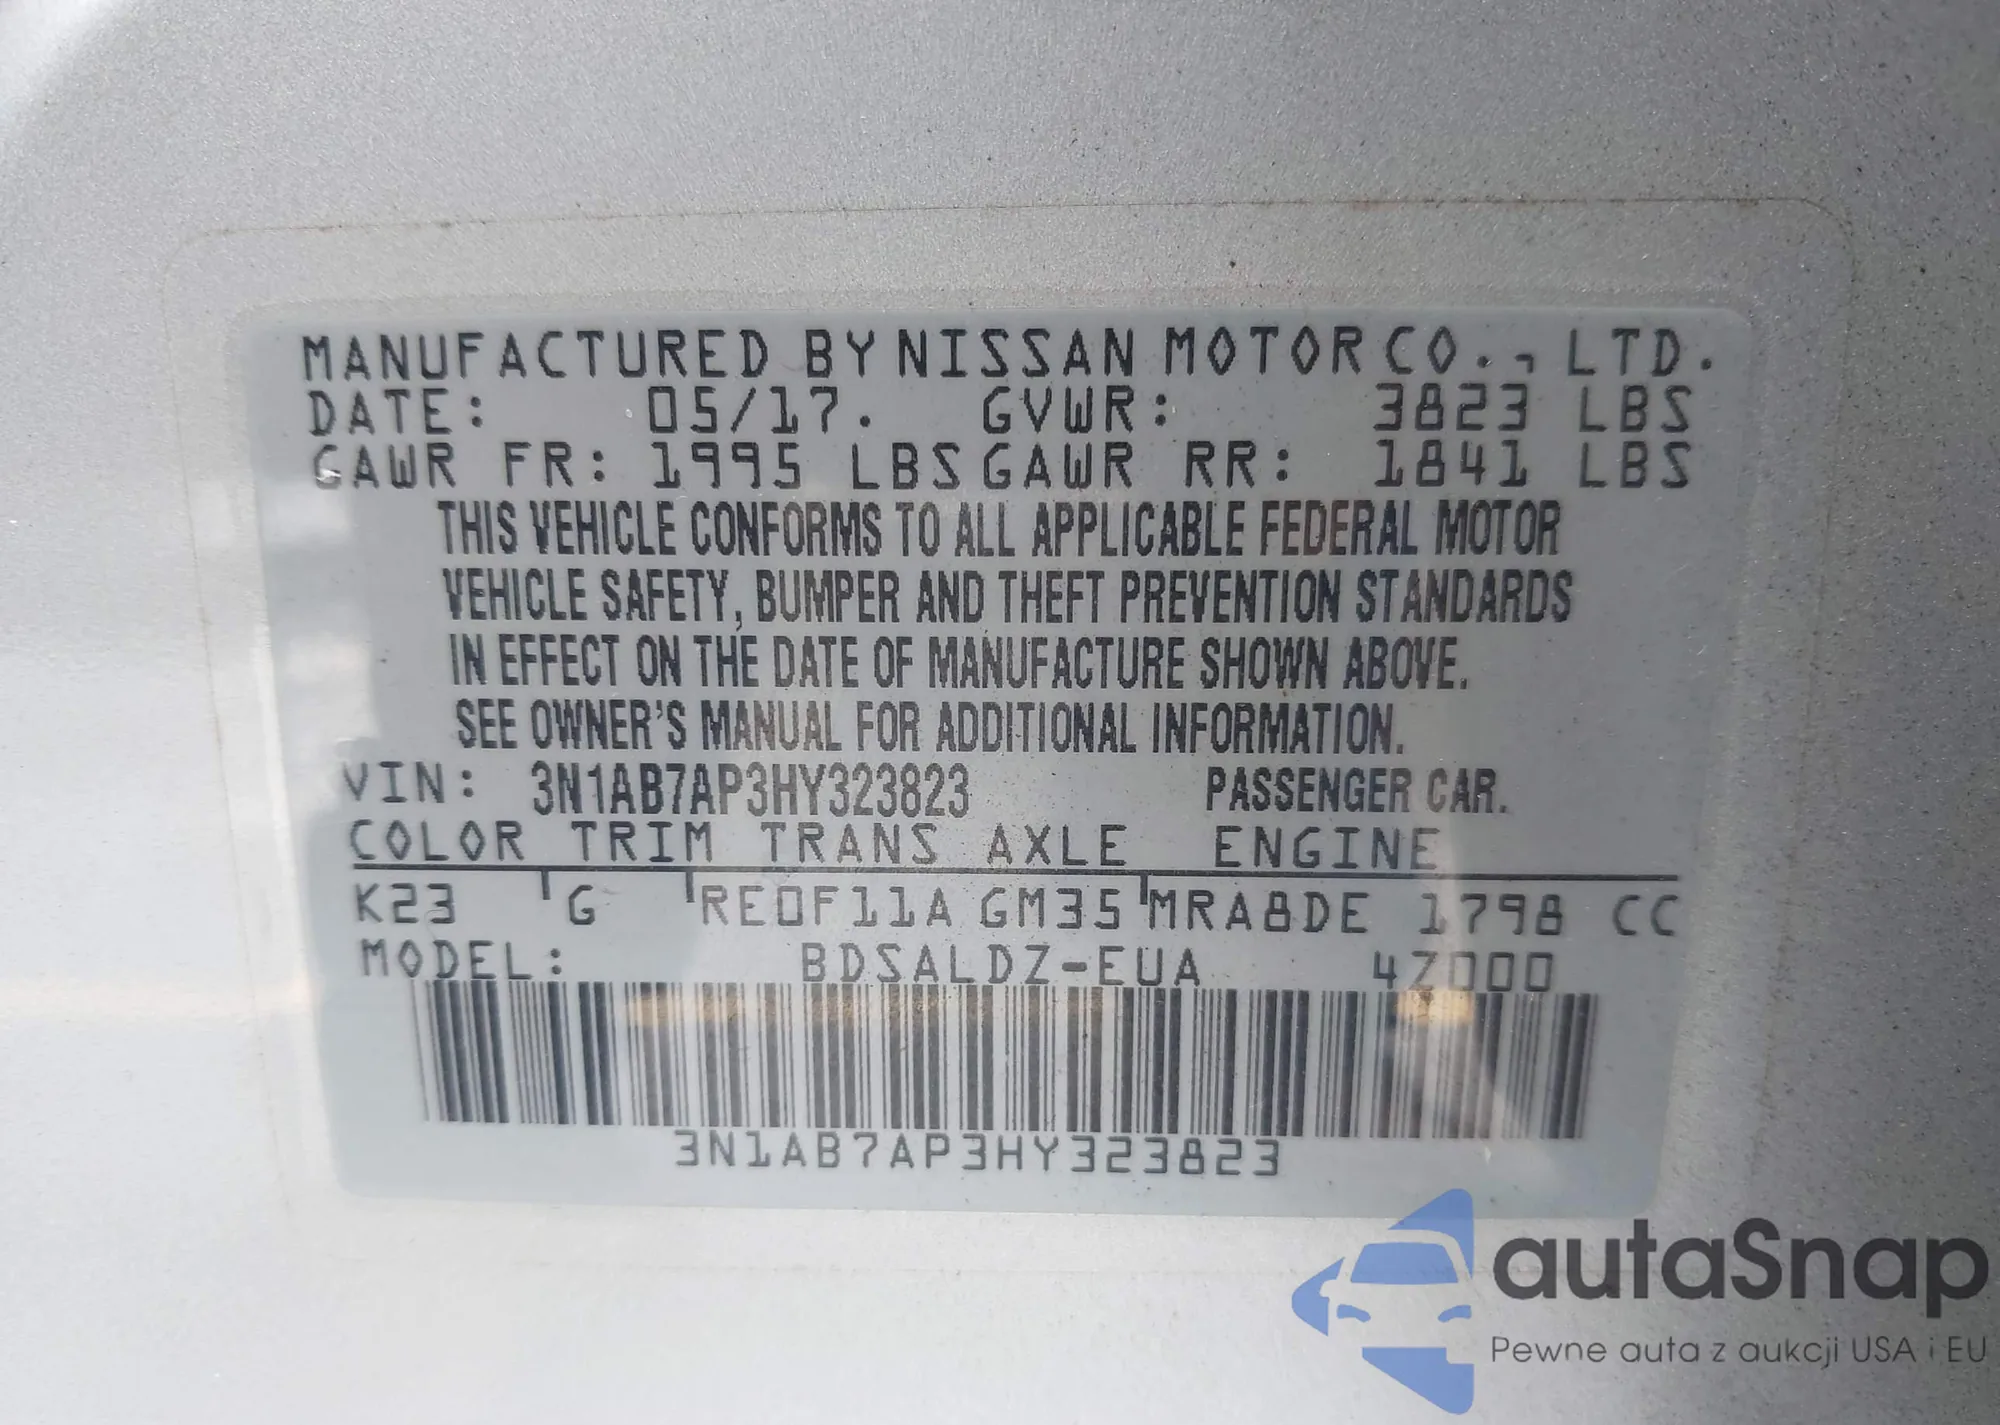 MANUFACTURED BY NISSAN MOTOR CO., LTD.
DATE: 05/17. GVWR: 3823 LBS
GAWR FR: 1995 LBS GAWR RR: 1841 LBS
THIS VEHICLE CONFORMS TO ALL APPLICABLE FEDERAL MOTOR
VEHICLE SAFETY, BUMPER AND THEFT PREVENTION STANDARDS
IN EFFECT ON THE DATE OF MANUFACTURE SHOWN ABOVE.
SEE OWNER'S MANUAL FOR ADDITIONAL INFORMATION.
VIN: 3N1AB7AP3HY323823 PASSENGER CAR.
COLOR TRIM TRANS AXLE ENGINE
K23 G RE0F11A GM35 MRA8DE 1798 CC
MODEL: BDSALDZ-EUA 4Z000
3N1AB7AP3HY323823
autaSnap
Pewne auta z aukcji USA i EU